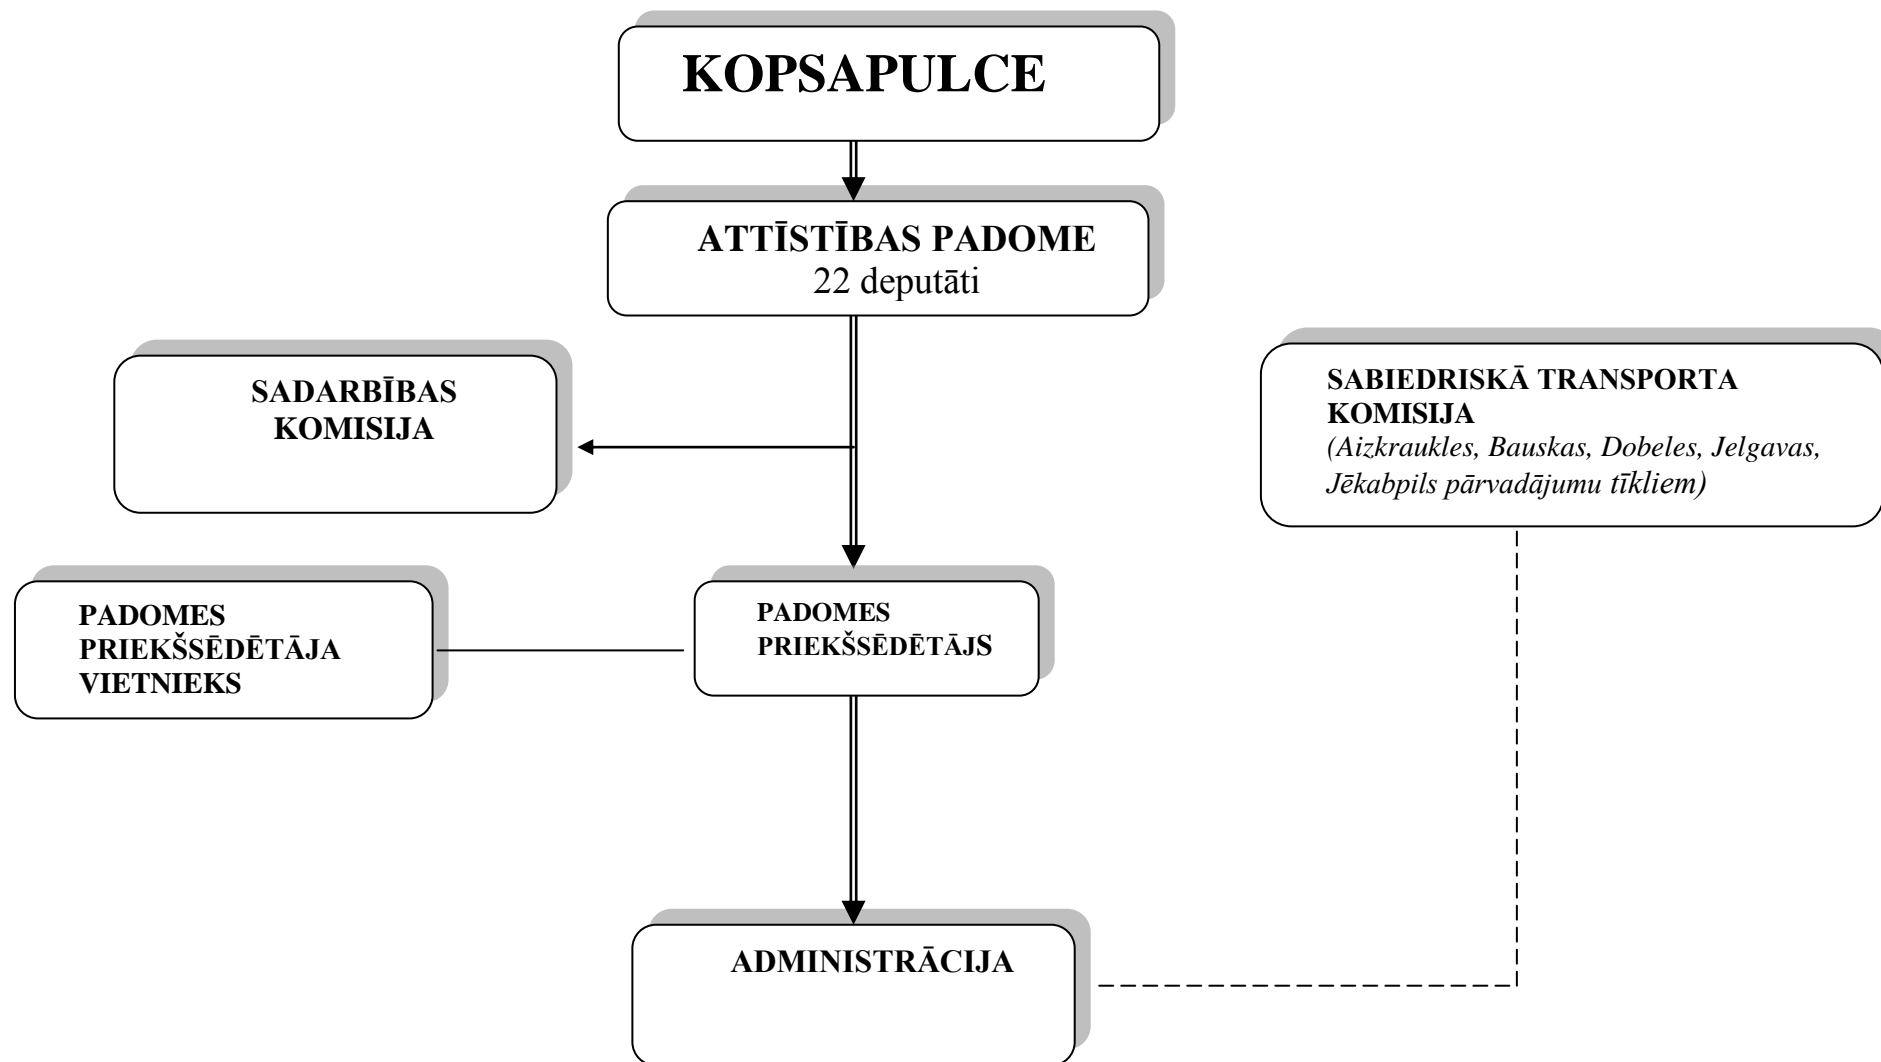 KOPSAPULCE
ATTĪSTĪBAS PADOME
22 deputāti
SADARBĪBAS
KOMISIJA
SABIEDRISKĀ TRANSPORTA
KOMISIJA
(Aizkraukles, Bauskas, Dobeles, Jelgavas,
Jēkabpils pārvadājumu tīkliem)
PADOMES
PRIEKŠSĒDĒTĀJA
VIETNIEKS
PADOMES
PRIEKŠSĒDĒTĀJS
ADMINISTRĀCIJA